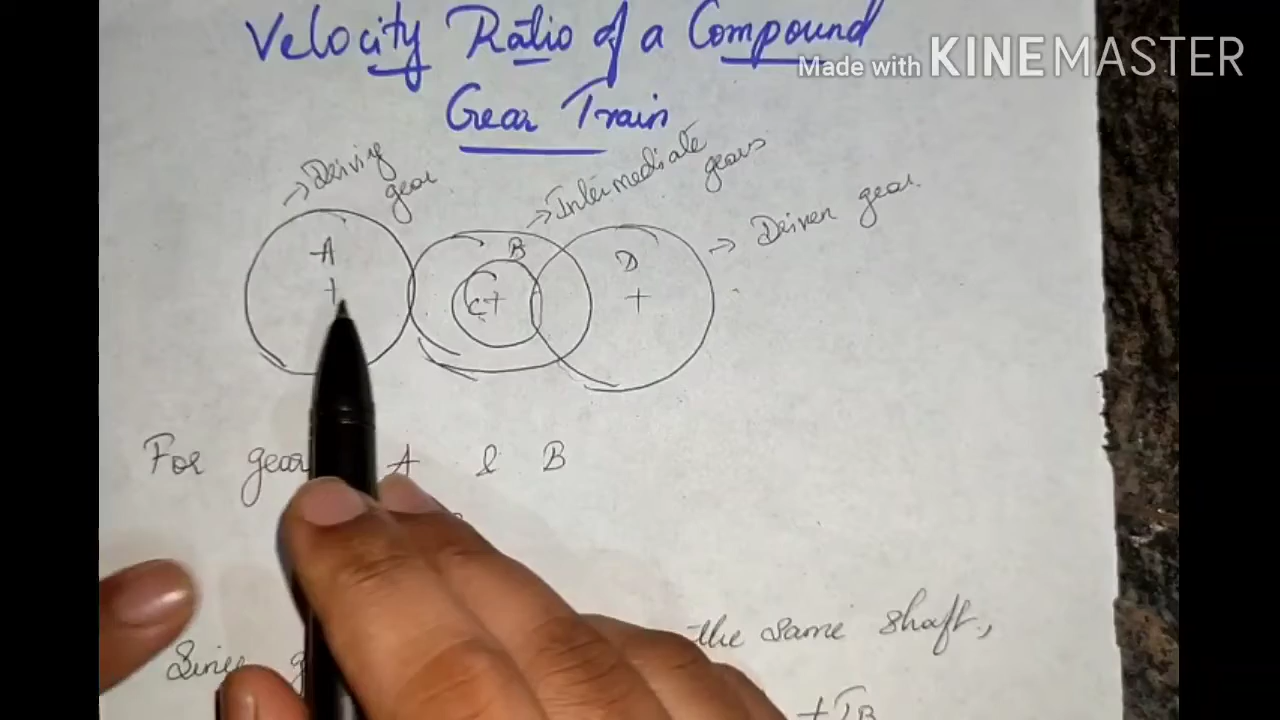 Velocity Ratio of a Compound
Made with KINEMASTER
Gear Train
→ Driving
gear
→ Intermediate
gears
→ Driven gear
A
B
C
D
For gear A & B
the same shaft,